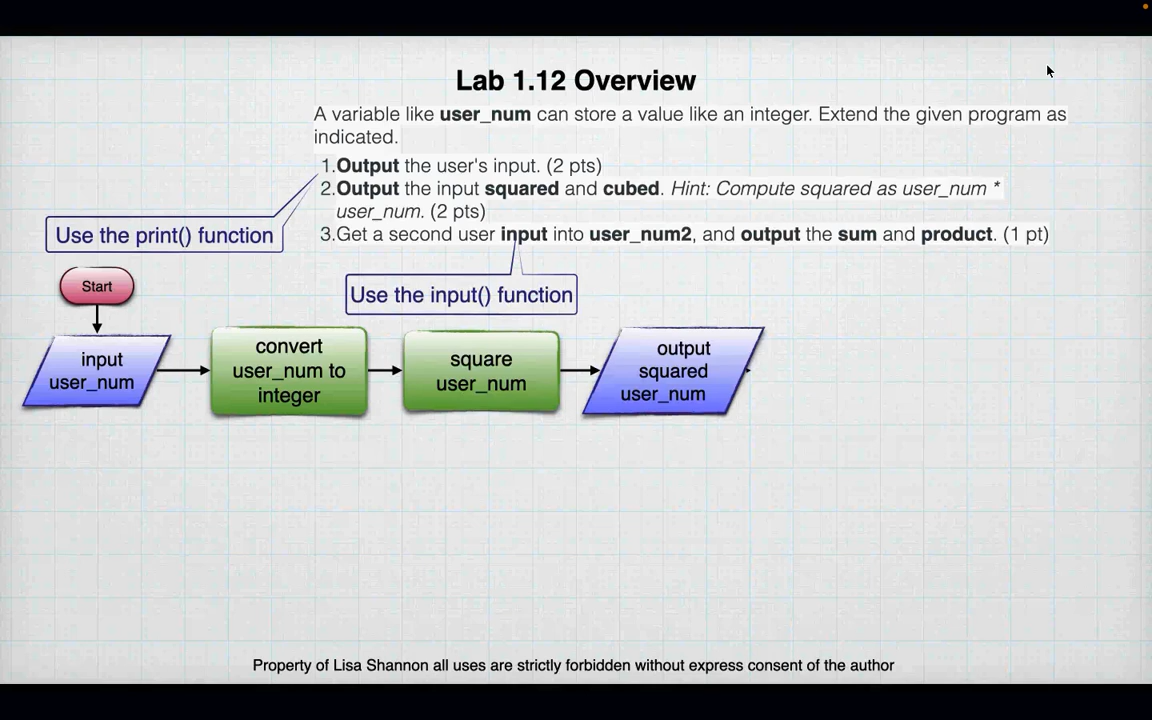 Lab 1.12 Overview
A variable like user_num can store a value like an integer. Extend the given program as
indicated.
1.Output the user's input. (2 pts)
2.Output the input squared and cubed. Hint: Compute squared as user_num *
user_num. (2 pts)
3.Get a second user input into user_num2, and output the sum and product. (1 pt)
Use the print() function
Use the input() function
Start
input
user_num
convert
user_num to
integer
square
user_num
output
squared
user_num
Property of Lisa Shannon all uses are strictly forbidden without express consent of the author